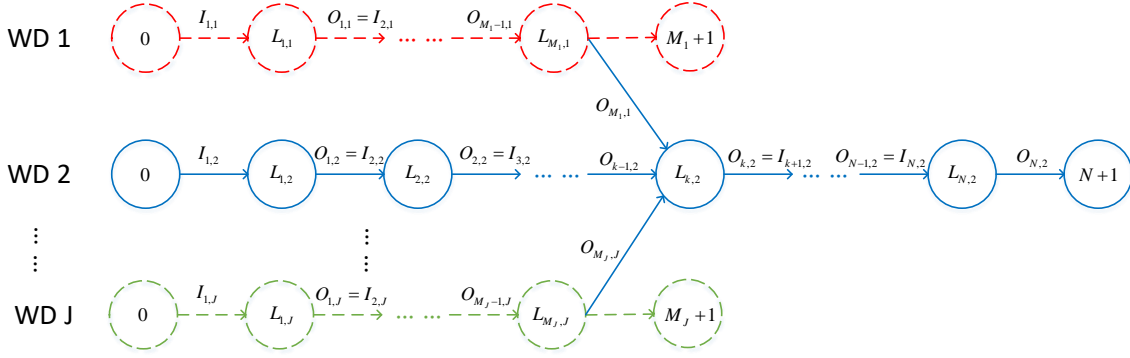 I_{1,1} O_{1,1} = I_{2,1} O_{M_1-1,1}
WD 1 0 L_{1,1} ... ... L_{M_1,1} M_1+1
O_{M_1,1}
I_{1,2} O_{1,2} = I_{2,2} O_{2,2} = I_{3,2} O_{k-1,2} O_{k,2} = I_{k+1,2} O_{N-1,2} = I_{N,2} O_{N,2}
WD 2 0 L_{1,2} L_{2,2} ... ... L_{k,2} ... ... L_{N,2} N+1
O_{M_J,J}
I_{1,J} O_{1,J} = I_{2,J} O_{M_J-1,J}
WD J 0 L_{1,J} ... ... L_{M_J,J} M_J+1